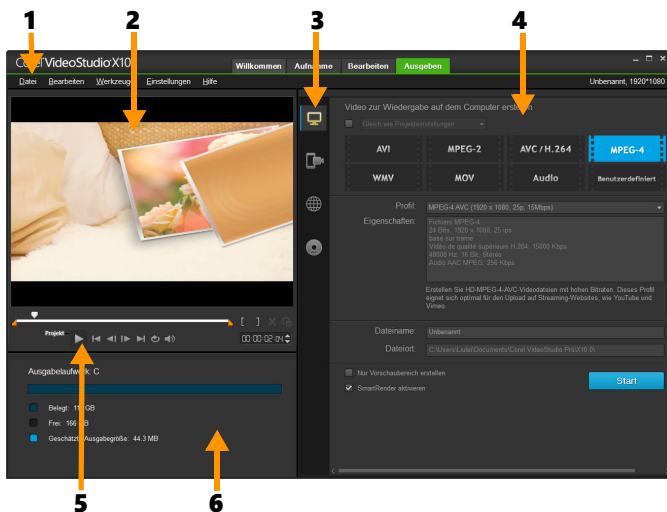 1 2 3 4
Corel VideoStudio X10
Willkommen Aufnahme Bearbeiten Ausgeben
Datei Bearbeiten Werkzeuge Einstellungen Hilfe
Unbenannt, 1920*1080
Video zur Wiedergabe auf dem Computer erstellen
Gleich wie Projekteinstellungen
AVI MPEG-2 AVC / H.264 MPEG-4
WMV MOV Audio Benutzerdefiniert
Profil: MPEG-4 AVC (1920 x 1080, 25p, 15Mbps)
Eigenschaften: Fichiers MPEG-4
24 Bits, 1920 x 1080, 25 ips
basé sur trame
Vidéo de qualité supérieure H.264: 15000 Kbps
48000 Hz, 16 Bit, Stéréo
Audio AAC MPEG: 256 Kbps
Erstellen Sie HD-MPEG-4-AVC-Videodateien mit hohen Bitraten. Dieses Profil
eignet sich optimal für den Upload auf Streaming-Websites, wie YouTube und
Vimeo.
Projekt
00:00:02:04
Dateiname: Unbenannt
Dateiort: C:\Users\Lulei\Documents\Corel VideoStudio Pro\X10.0\
Ausgabelaufwerk: C
Nur Vorschaubereich erstellen
SmartRender aktivieren
Start
Belegt: GB
Frei: 166 GB
Geschätzte Ausgabegröße: 44.3 MB
5 6